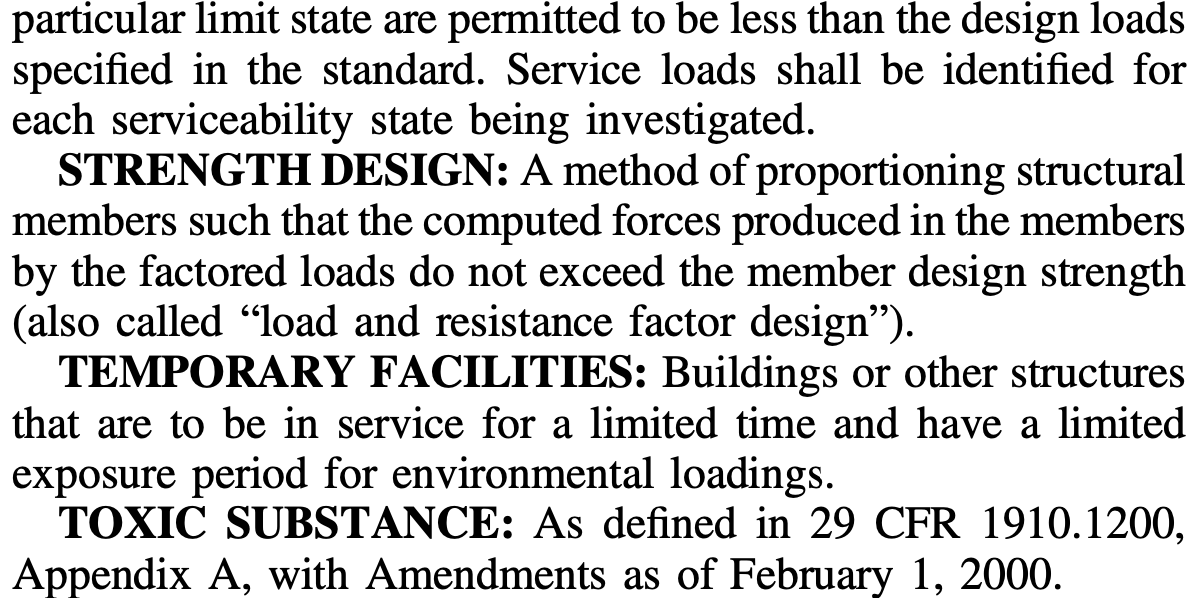 particular limit state are permitted to be less than the design loads
specified in the standard. Service loads shall be identified for
each serviceability state being investigated.
STRENGTH DESIGN: A method of proportioning structural
members such that the computed forces produced in the members
by the factored loads do not exceed the member design strength
(also called “load and resistance factor design”).
TEMPORARY FACILITIES: Buildings or other structures
that are to be in service for a limited time and have a limited
exposure period for environmental loadings.
TOXIC SUBSTANCE: As defined in 29 CFR 1910.1200,
Appendix A, with Amendments as of February 1, 2000.